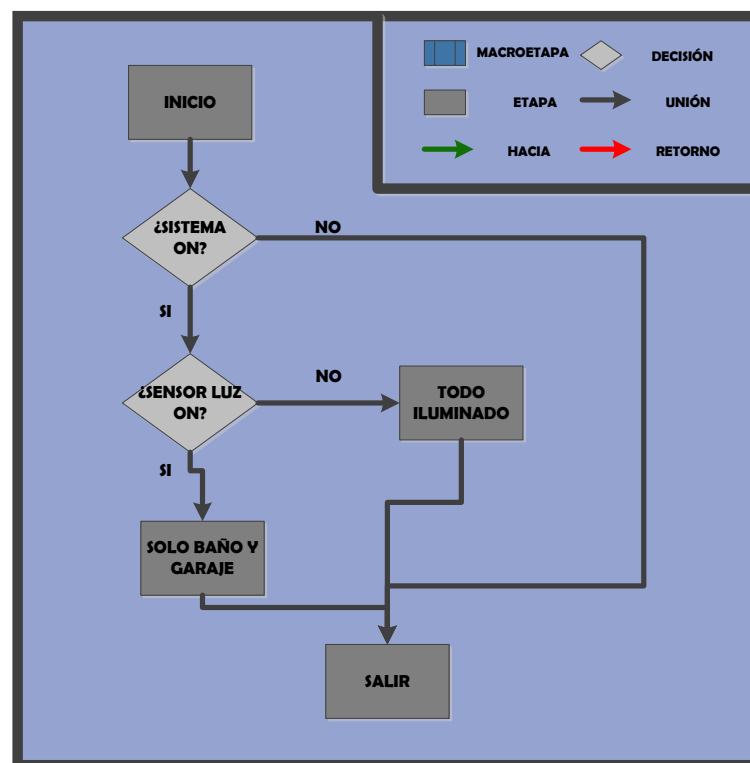 MACROETAPA
DECISIÓN
ETAPA
UNIÓN
HACIA
RETORNO
INICIO
¿SISTEMA
ON?
NO
SI
¿SENSOR LUZ
ON?
NO
TODO
ILUMINADO
SI
SOLO BAÑO Y
GARAJE
SALIR